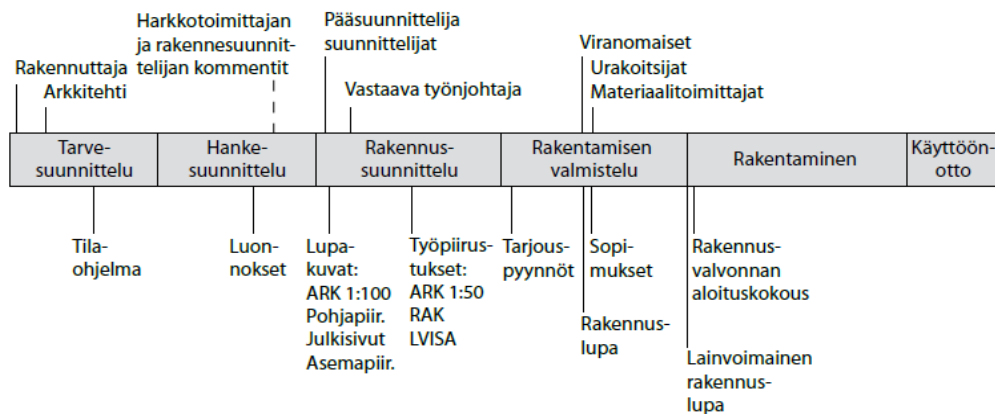 Harkkotoimittajan
ja rakennesuunnit-
telijan kommentit
Pääsuunnittelija
suunnittelijat
Viranomaiset
Urakoitsijat
Materiaalitoimittajat
Rakennuttaja
Arkkitehti
Vastaava työnjohtaja
Tarve-
suunnittelu
Hanke-
suunnittelu
Rakennus-
suunnittelu
Rakentamisen
valmistelu
Rakentaminen
Käyttöön-
otto
Tila-
ohjelma
Luon-
nokset
Lupa-
kuvat:
ARK 1:100
Pohjapiir.
Julkisivut
Asemapiir.
Työpiirus-
tukset:
ARK 1:50
RAK
LVISA
Tarjous-
pyynnöt
Sopi-
mukset
Rakennus-
lupa
Rakennus-
valvonnan
aloituskokous
Lainvoimainen
rakennus-
lupa